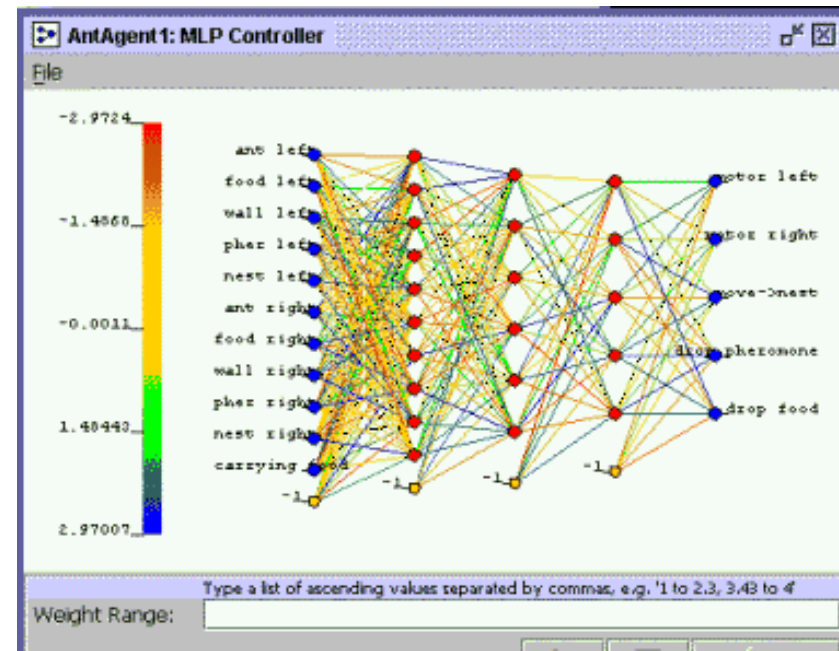 AntAgent1: MLP Controller
File
-2.9724
-1.4868
-0.0011
1.48443
2.97007
ant left
food left
wall left
pher left
nest left
ant right
food right
wall right
pher right
nest right
carrying food
-1
-1
-1
-1
motor left
motor right
move->nest
drop pheromone
drop food
Type a list of ascending values separated by commas, e.g. '1 to 2.3, 3.43 to 4'
Weight Range: